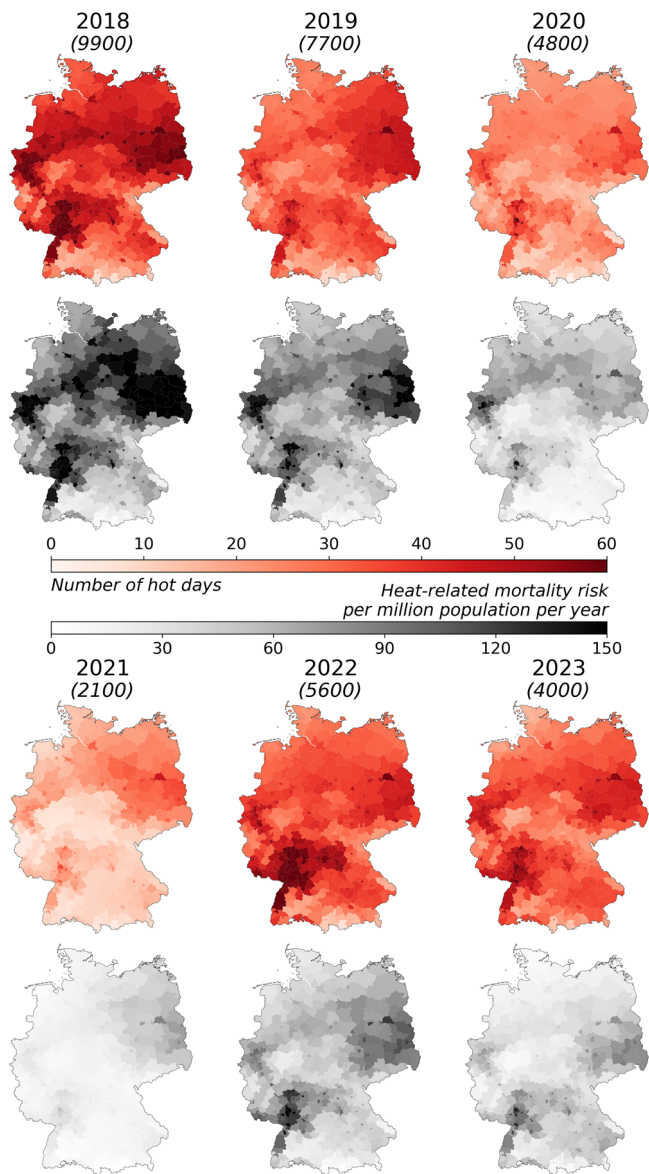 2018 2019 2020
(9900) (7700) (4800)
0 10 20 30 40 50 60
Number of hot days
Heat-related mortality risk
per million population per year
0 30 60 90 120 150
2021 2022 2023
(2100) (5600) (4000)